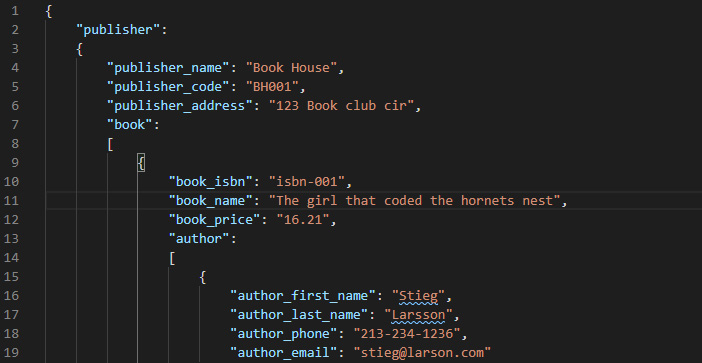 1 {
2 "publisher":
3 {
4 "publisher_name": "Book House",
5 "publisher_code": "BH001",
6 "publisher_address": "123 Book club cir",
7 "book":
8 [
9 {
10 "book_isbn": "isbn-001",
11 "book_name": "The girl that coded the hornets nest",
12 "book_price": "16.21",
13 "author":
14 [
15 {
16 "author_first_name": "Stieg",
17 "author_last_name": "Larsson",
18 "author_phone": "213-234-1236",
19 "author_email": "stieg@larson.com"